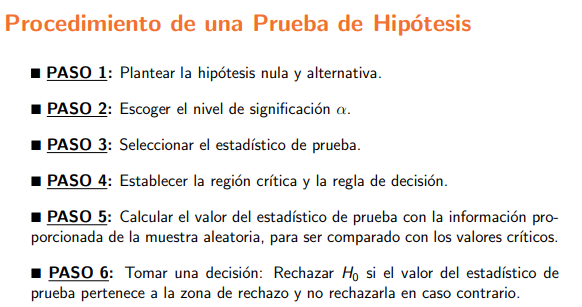 Procedimiento de una Prueba de Hipótesis
■ PASO 1: Plantear la hipótesis nula y alternativa.
■ PASO 2: Escoger el nivel de significación α.
■ PASO 3: Seleccionar el estadístico de prueba.
■ PASO 4: Establecer la región crítica y la regla de decisión.
■ PASO 5: Calcular el valor del estadístico de prueba con la información pro-
porcionada de la muestra aleatoria, para ser comparado con los valores críticos.
■ PASO 6: Tomar una decisión: Rechazar H₀ si el valor del estadístico de
prueba pertenece a la zona de rechazo y no rechazarla en caso contrario.